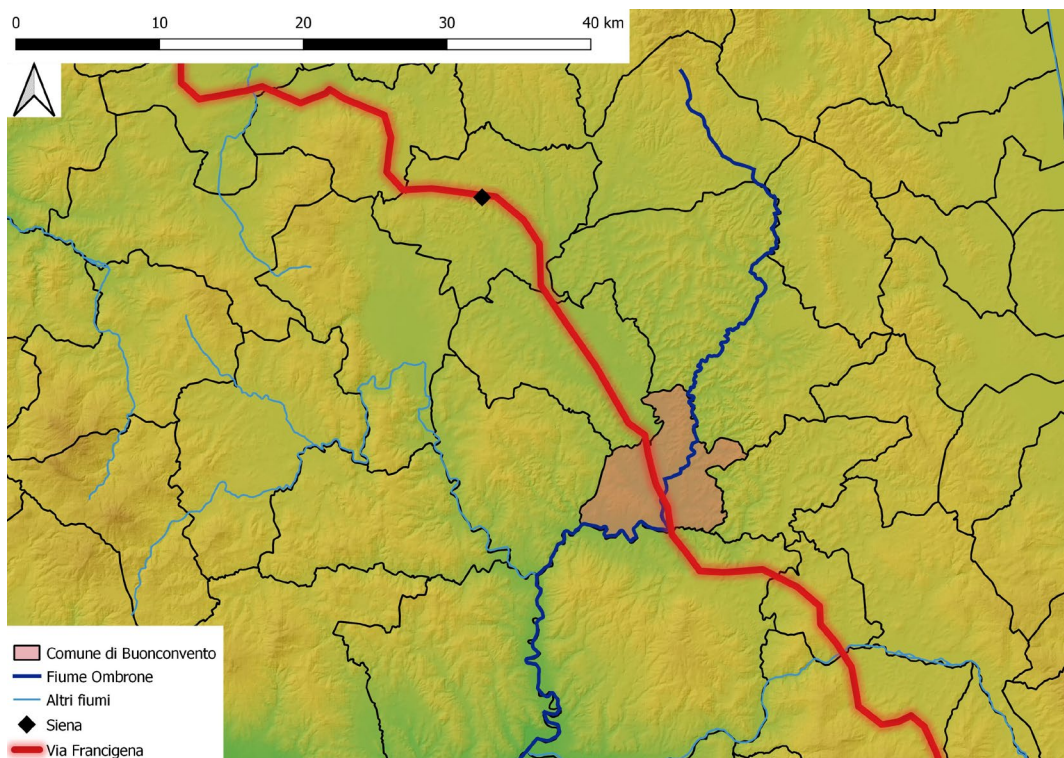 0 10 20 30 40 km
Comune di Buonconvento
Fiume Ombrone
Altri fiumi
Siena
Via Francigena